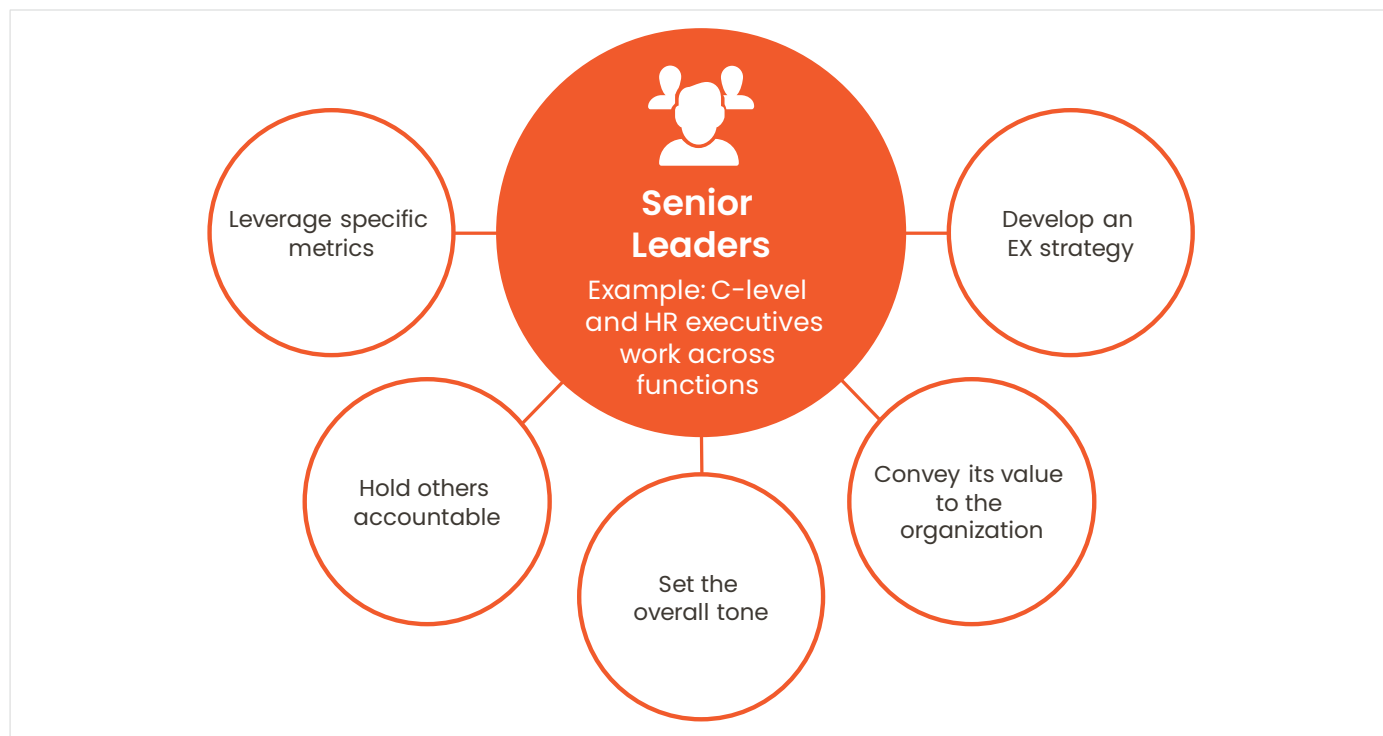 Senior
Leaders
Example: C-level
and HR executives
work across
functions
Leverage specific
metrics
Develop an
EX strategy
Hold others
accountable
Convey its value
to the
organization
Set the
overall tone